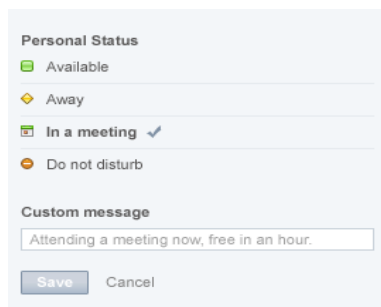 Personal Status
Available
Away
In a meeting
Do not disturb
Custom message
Attending a meeting now, free in an hour.
Save Cancel